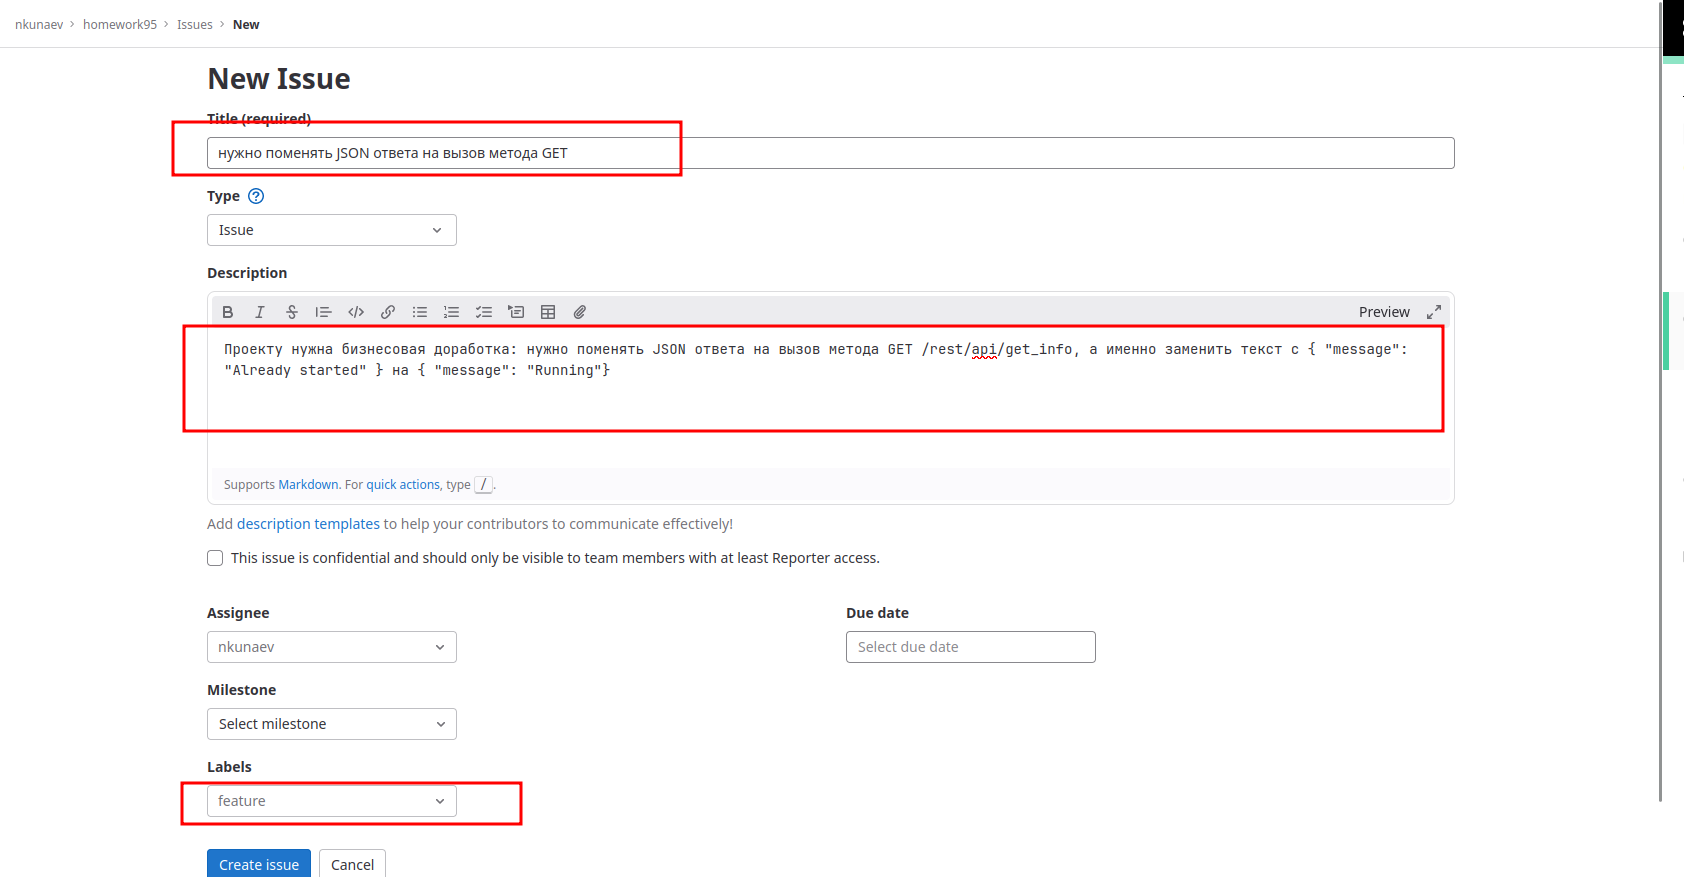 nkunaev > homework95 > Issues > New
New Issue
Title (required)
нужно поменять JSON ответа на вызов метода GET
Type
Issue
Description
Preview
Проекту нужна бизнесовая доработка: нужно поменять JSON ответа на вызов метода GET /rest/api/get_info, а именно заменить текст с { "message":
"Already started" } на { "message": "Running"}
Supports Markdown. For quick actions, type /.
Add description templates to help your contributors to communicate effectively!
This issue is confidential and should only be visible to team members with at least Reporter access.
Assignee
Due date
nkunaev
Select due date
Milestone
Select milestone
Labels
feature
Create issue
Cancel